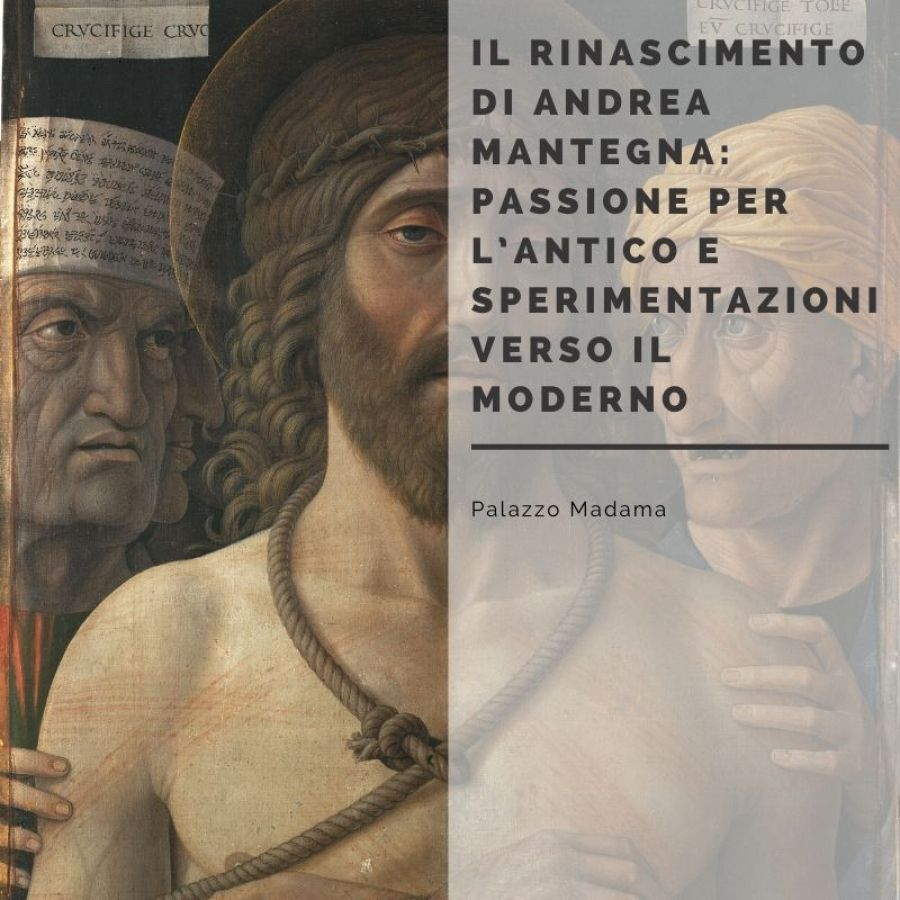 CRVCIFIGE CRVC
CRVCIFIGE TOLE
EV CRVCIFIGE
IL RINASCIMENTO
DI ANDREA
MANTEGNA:
PASSIONE PER
L'ANTICO E
SPERIMENTAZIONI
VERSO IL
MODERNO
Palazzo Madama